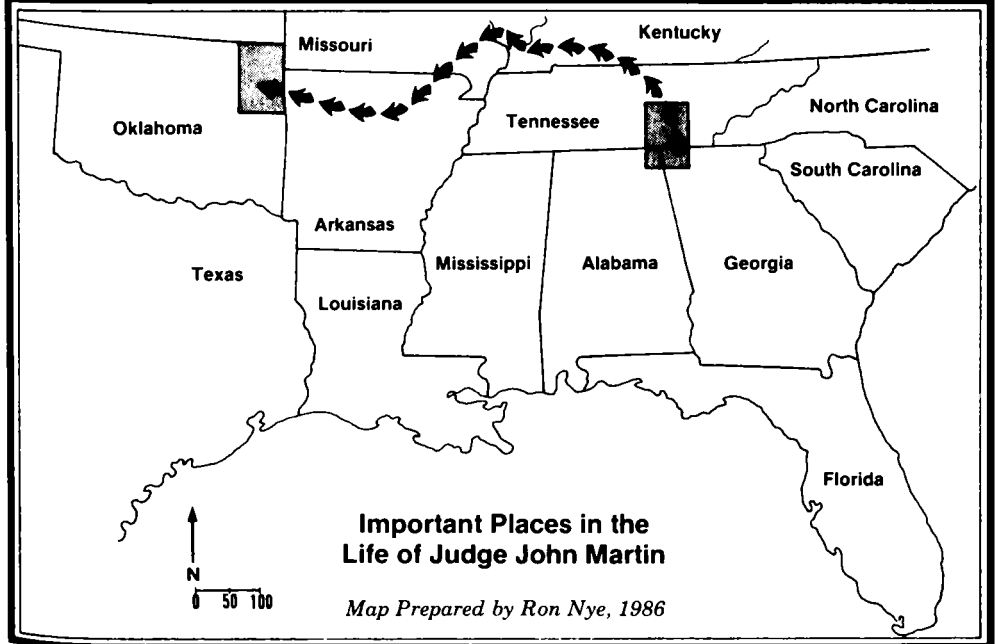 Missouri
Kentucky
Oklahoma
Tennessee
North Carolina
South Carolina
Arkansas
Texas
Mississippi
Alabama
Georgia
Louisiana
Florida
Important Places in the
Life of Judge John Martin
N
0 50 100
Map Prepared by Ron Nye, 1986